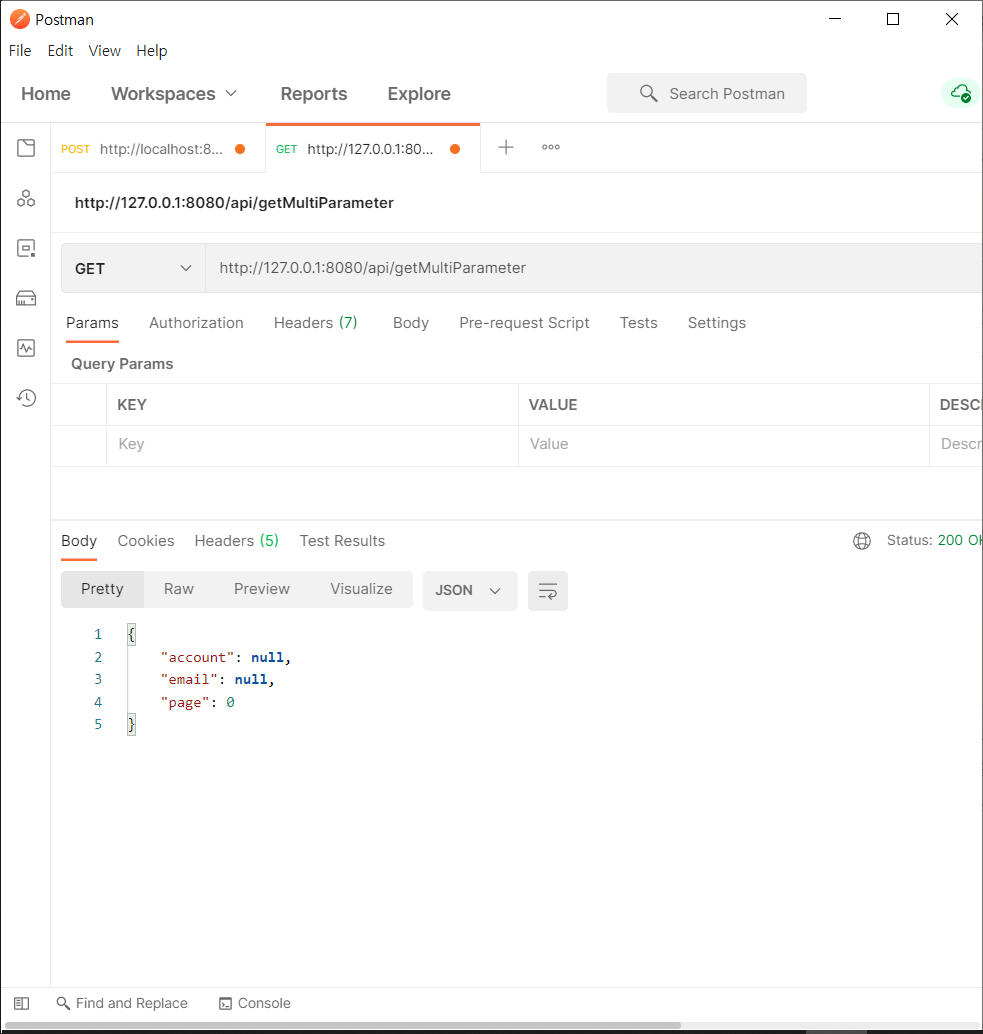 Postman
File Edit View Help
Home Workspaces Reports Explore Search Postman
POST http://localhost:8... GET http://127.0.0.1:80...
http://127.0.0.1:8080/api/getMultiParameter
GET http://127.0.0.1:8080/api/getMultiParameter
Params Authorization Headers (7) Body Pre-request Script Tests Settings
Query Params
KEY VALUE DESC
Key Value Descr
Body Cookies Headers (5) Test Results Status: 200 OK
Pretty Raw Preview Visualize JSON
1 {
2 "account": null,
3 "email": null,
4 "page": 0
5 }
Find and Replace Console